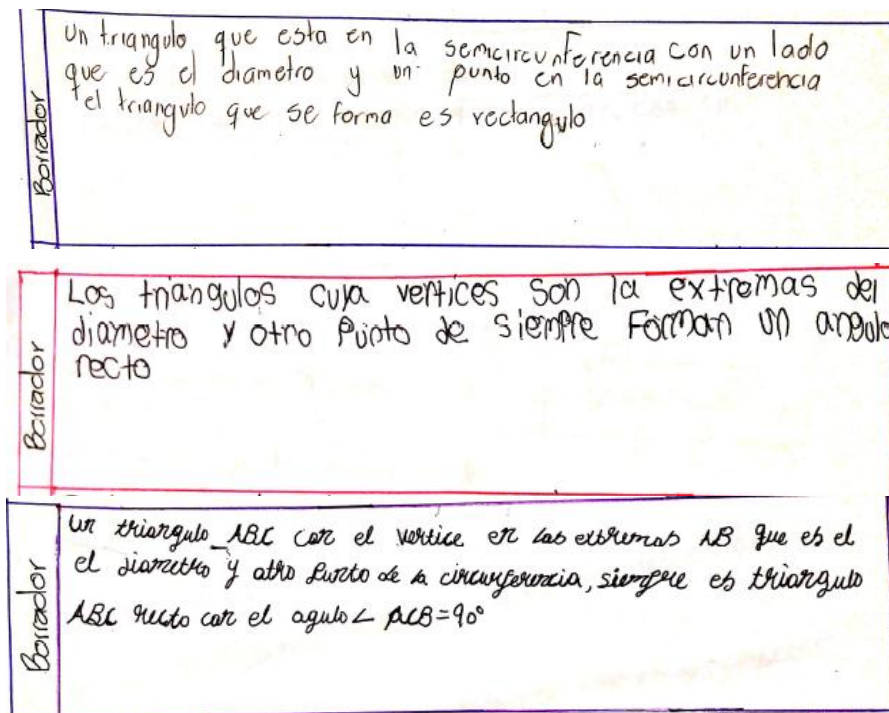 Borrador
Un triangulo que esta en la semicircunferencia con un lado
que es el diametro y un punto en la semicircunferencia
el triangulo que se forma es rectangulo
Borrador
Los triangulos cuya vertices son la extremas del
diametro y otro punto de siempre Forman un angulo
recto
Borrador
un triangulo ABC con el vertice en las extremas AB que es el
el diametro y otro punto de la circunferencia, siempre es triangulo
ABC recto con el agulo ∠ ACB=90°